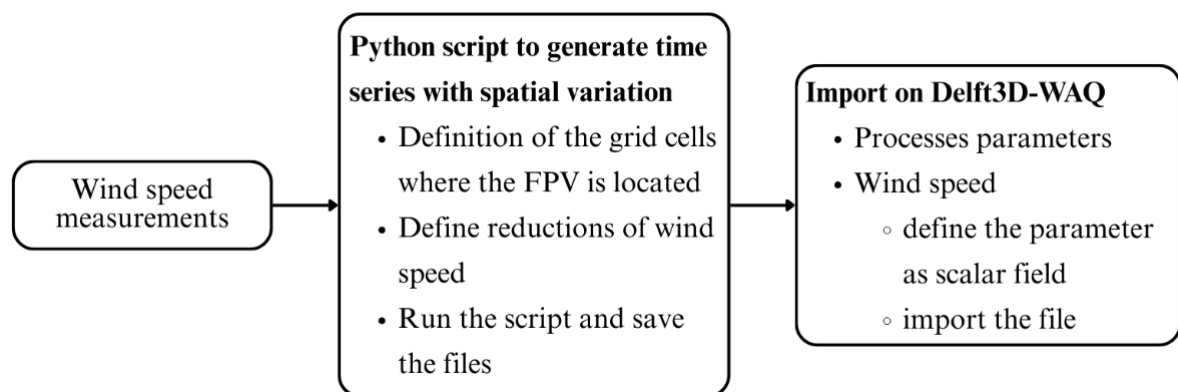 Wind speed
measurements
Python script to generate time
series with spatial variation
• Definition of the grid cells
where the FPV is located
• Define reductions of wind
speed
• Run the script and save
the files
Import on Delft3D-WAQ
• Processes parameters
• Wind speed
◦ define the parameter
as scalar field
◦ import the file